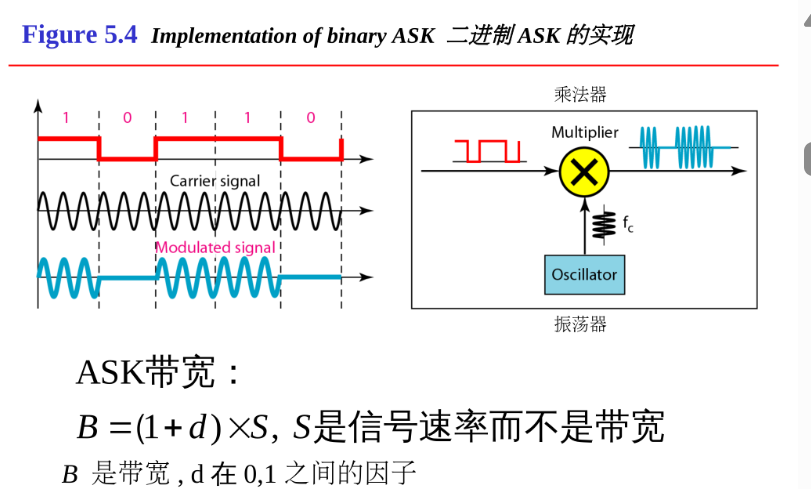 Figure 5.4 Implementation of binary ASK 二进制 ASK 的实现
乘法器
1 0 1 1 0
Multiplier
Carrier signal
fc
Modulated signal
Oscillator
振荡器
ASK带宽：
B =(1+d)×S, S是信号速率而不是带宽
B 是带宽 , d 在 0,1 之间的因子